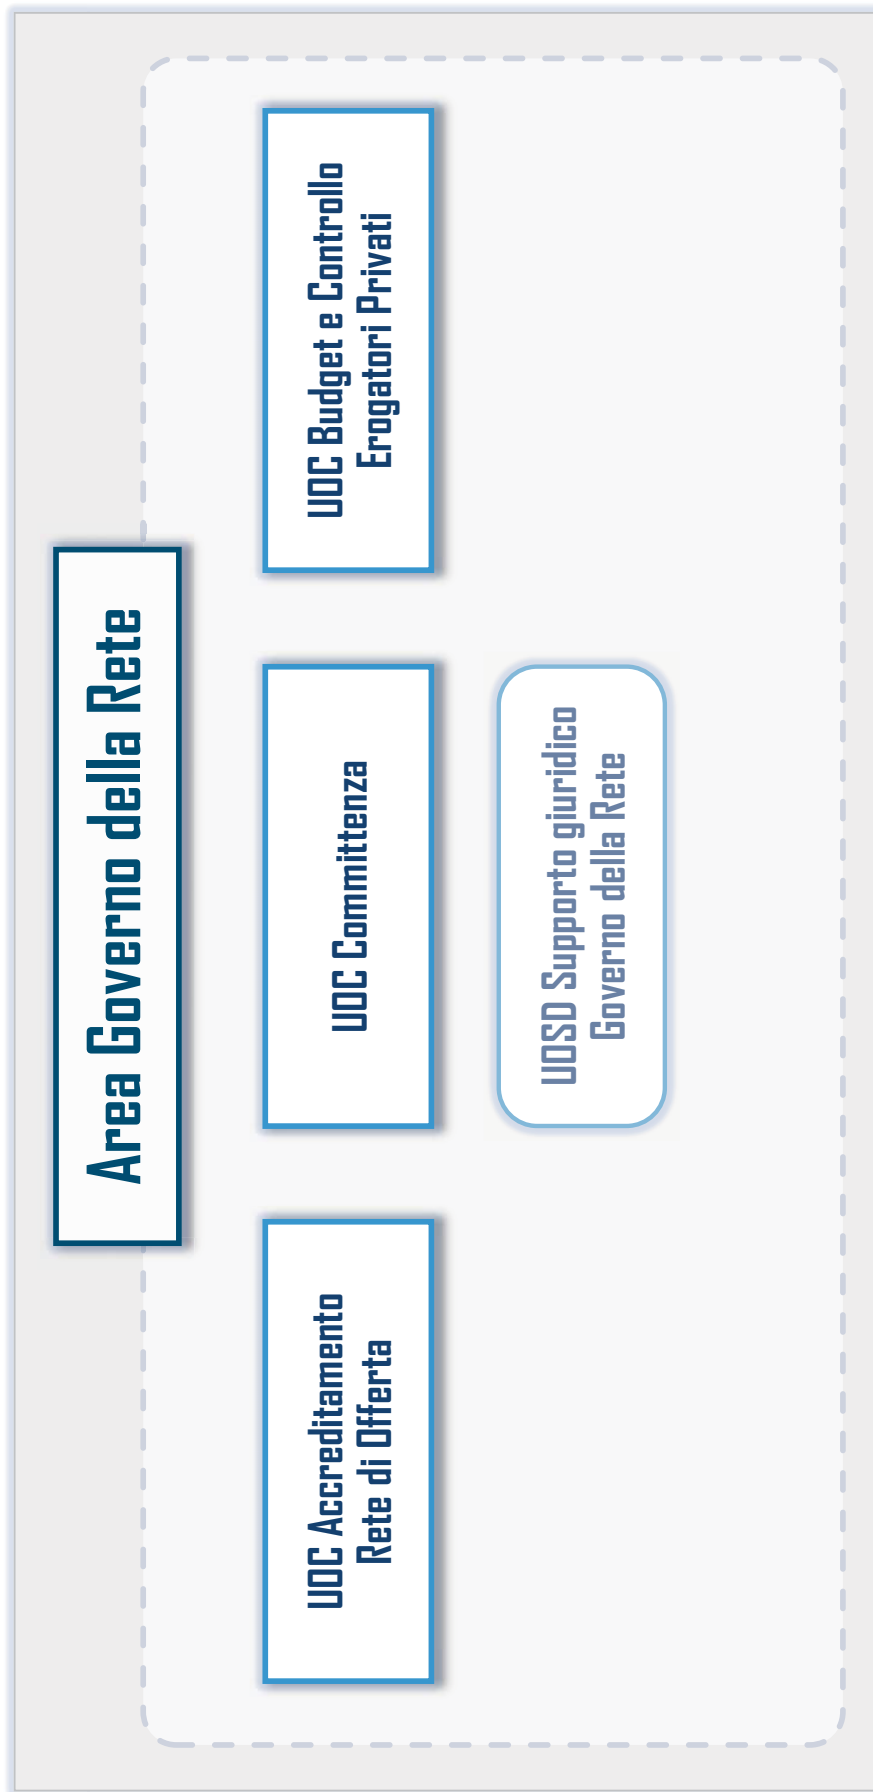 Area Governo della Rete
UOC Accreditamento
Rete di Offerta
UOC Committenza
UOC Budget e Controllo
Erogatori Privati
UOSD Supporto giuridico
Governo della Rete